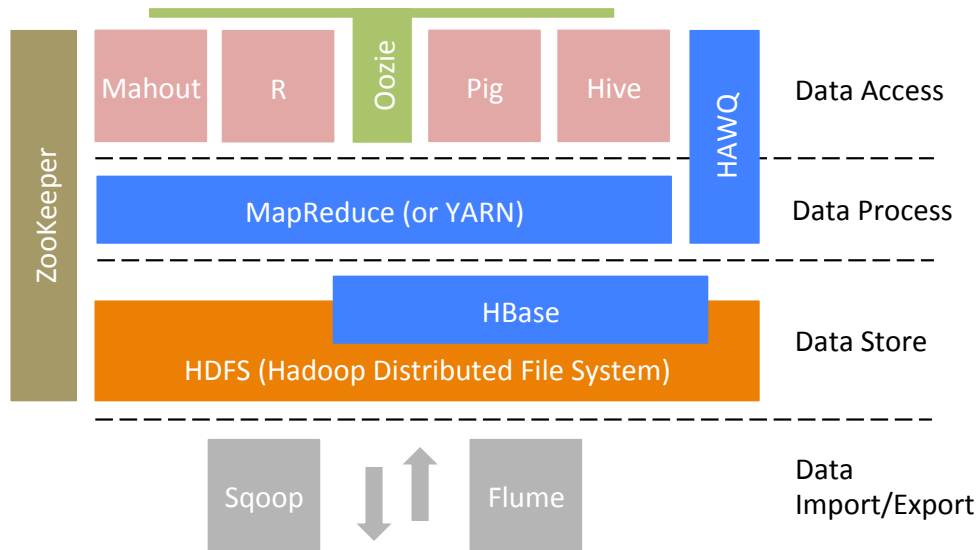 ZooKeeper
Mahout
R
Oozie
Pig
Hive
HAWQ
Data Access
MapReduce (or YARN)
Data Process
HBase
HDFS (Hadoop Distributed File System)
Data Store
Sqoop
Flume
Data
Import/Export